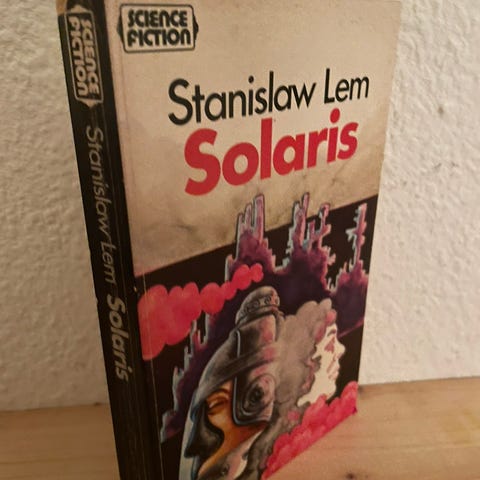 SCIENCE
FICTION
Stanislaw Lem
Solaris
SCIENCE
FICTION
Stanislaw Lem Solaris